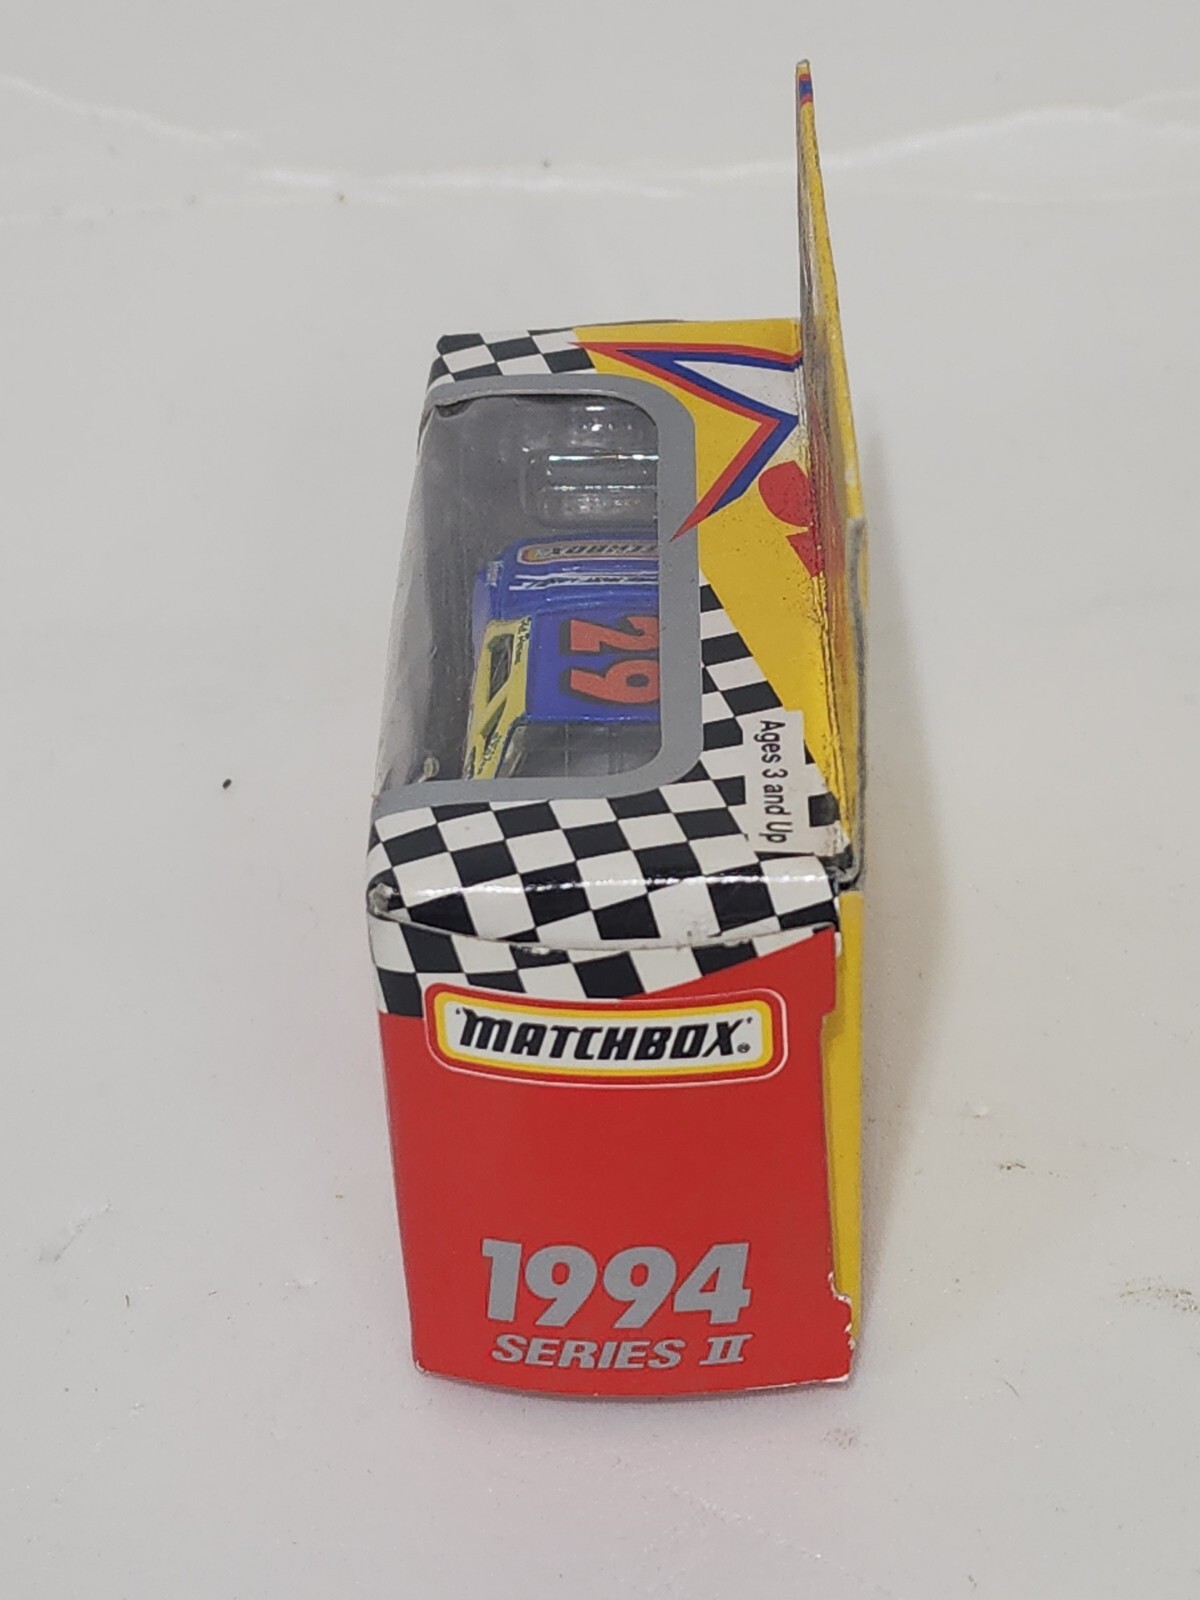 MATCHBOX
29
Ages 3 and Up
'MATCHBOX'®
1994
SERIES II